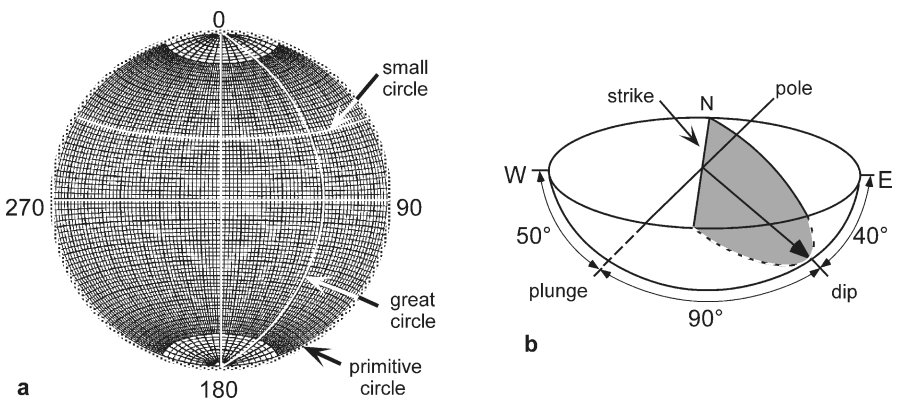 0
small
circle
270
90
great
circle
primitive
circle
180
a
strike
N
pole
W
E
50°
40°
plunge
dip
90°
b